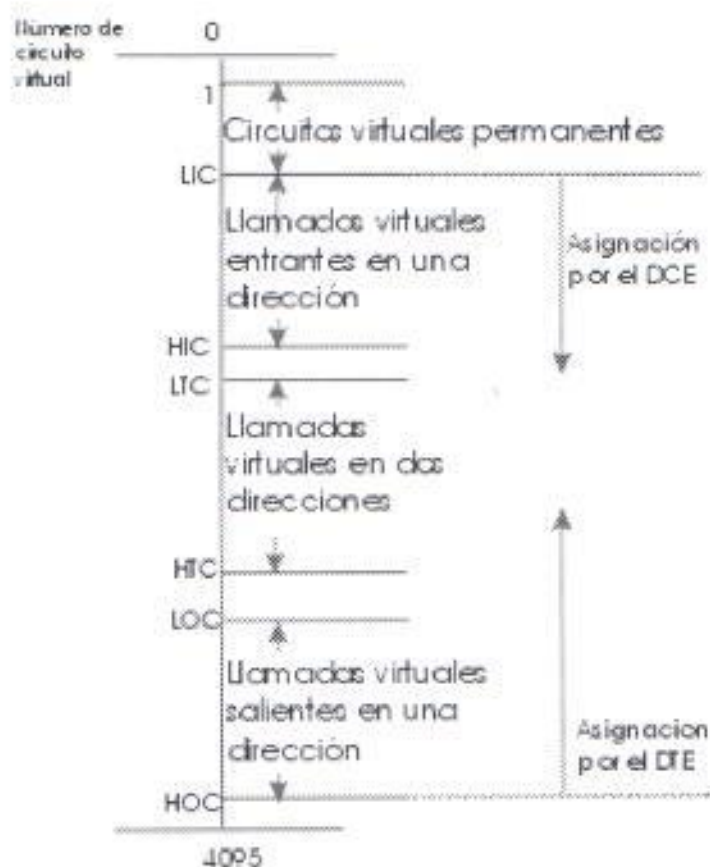 Número de
circuito
virtual
0
1
Circuitos virtuales permanentes
LIC
Llamadas virtuales
entrantes en una
dirección
Asignación
por el DCE
HIC
LTC
Llamadas
virtuales en dos
direcciones
HTC
LOC
Llamadas virtuales
salientes en una
dirección
Asignacion
por el DTE
HOC
4095